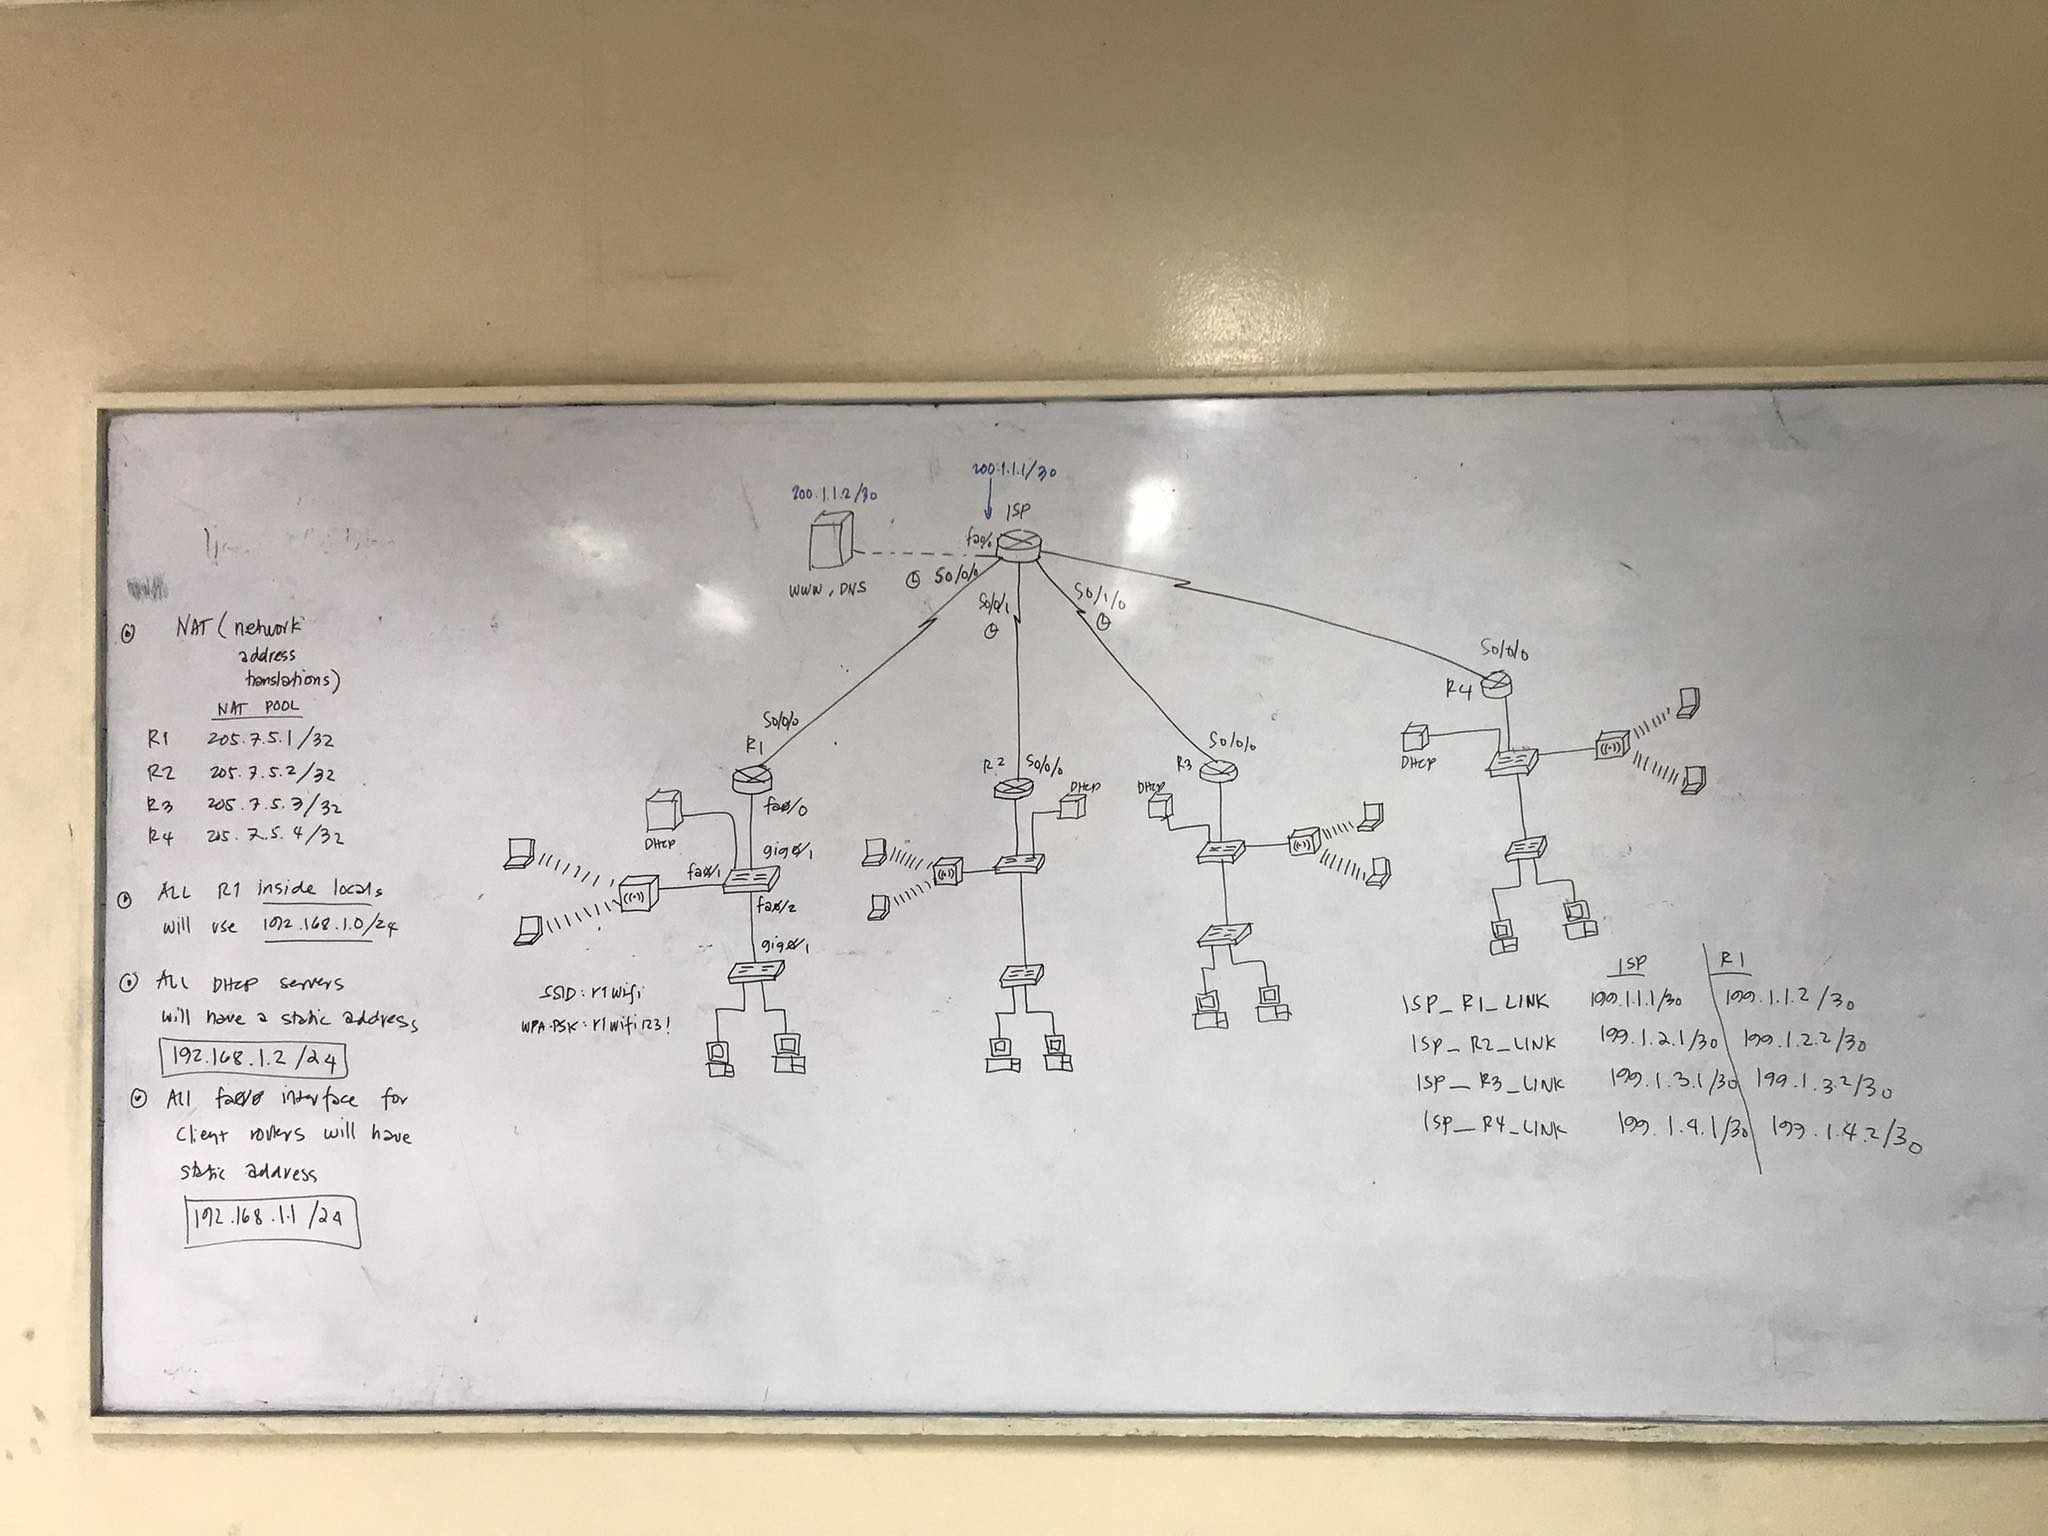 200.1.1.1/30
200.1.1.2/30
ISP
fa0/0
WWW, DNS
S0/0/0
S0/0/1
S0/1/0
NAT (network
address
translations)
NAT POOL
R1 205.7.5.1/32
R2 205.7.5.2/32
R3 205.7.5.3/32
R4 205.7.5.4/32
ALL R1 inside locals
will use 192.168.1.0/24
ALL DHCP servers
will have a static address
192.168.1.2/24
All fa0/0 interface for
client routers will have
static address
192.168.1.1/24
S0/0/0
R1
fa0/0
DHCP
gig0/1
fa0/1
fa0/2
gig0/1
SSID: r1wifi
WPA-PSK: r1wifi123!
R2 S0/0/0
DHCP
S0/0/0
R3
DHCP
S0/0/0
R4
DHCP
ISP R1
ISP_R1_LINK 199.1.1.1/30 199.1.1.2/30
ISP_R2_LINK 199.1.2.1/30 199.1.2.2/30
ISP_R3_LINK 199.1.3.1/30 199.1.3.2/30
ISP_R4_LINK 199.1.4.1/30 199.1.4.2/30